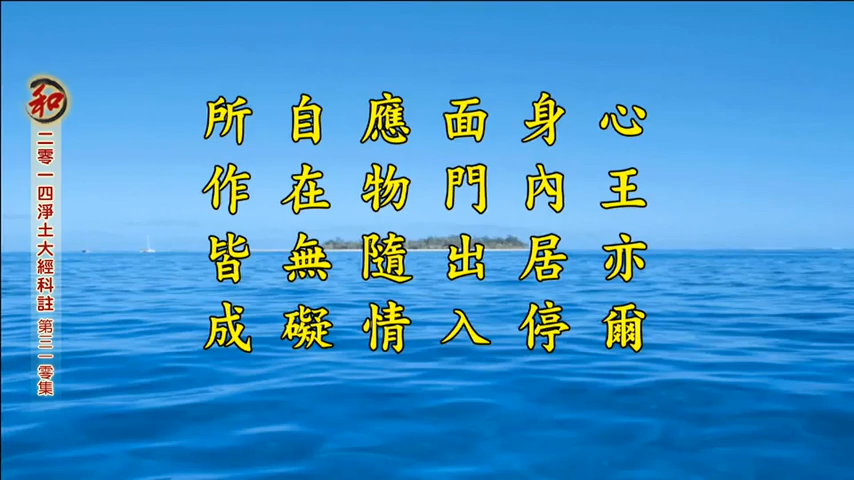 心王亦爾
身內居停
面門出入
應物隨情
自在無礙
所作皆成
和
二零一四淨土大經科註 第三一零集